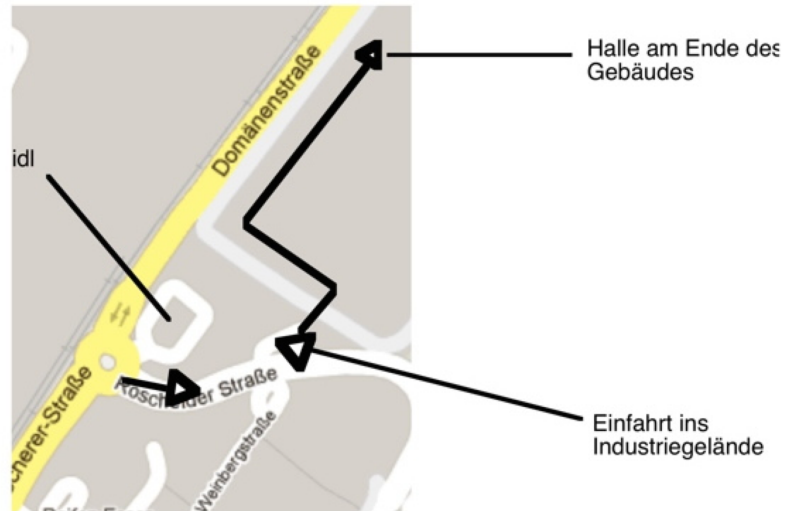 Halle am Ende des
Gebäudes
Domänenstraße
idl
Roscheider Straße
cherer-Straße
Weinbergstraße
Einfahrt ins
Industriegelände